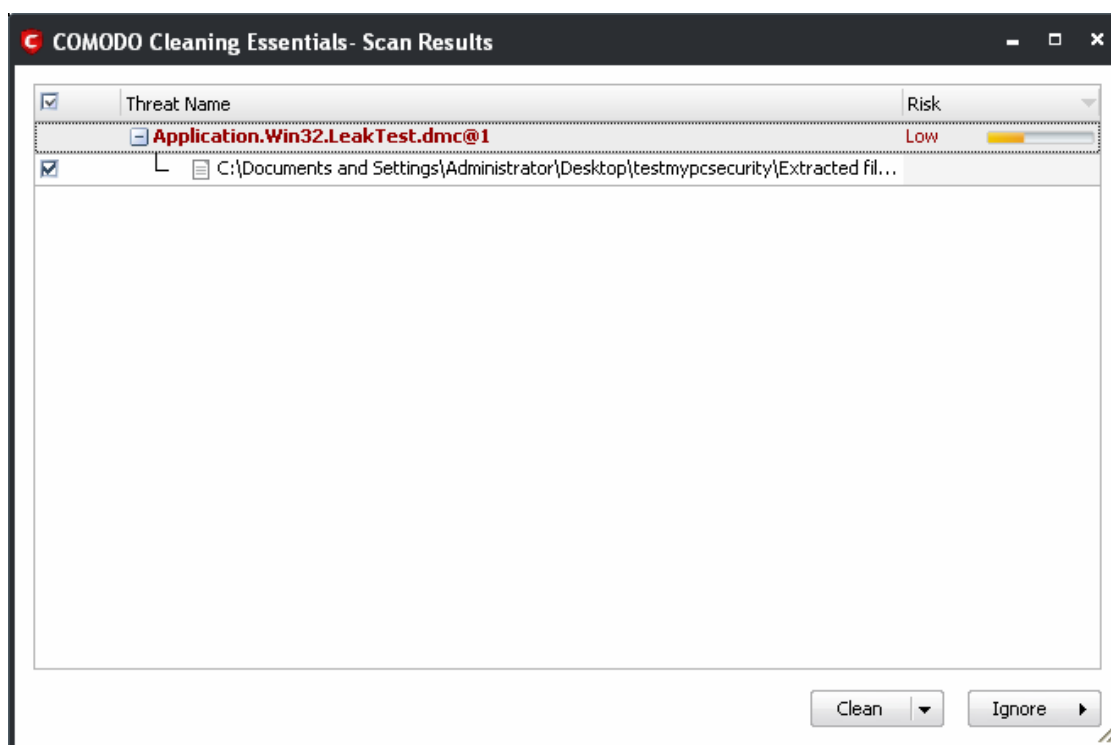 COMODO Cleaning Essentials- Scan Results
Threat Name Risk
Application.Win32.LeakTest.dmc@1 Low
C:\Documents and Settings\Administrator\Desktop\testmypcsecurity\Extracted fil...
Clean Ignore